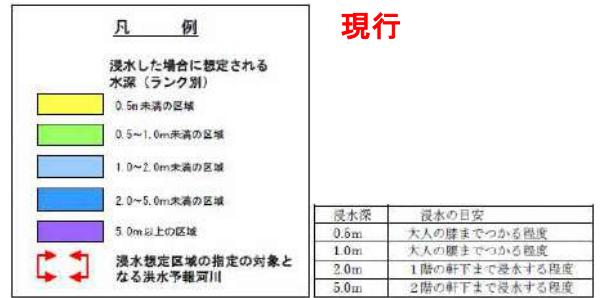 凡 例
現行
浸水した場合に想定される
水深（ランク別）
0.5m未満の区域
0.5～1.0m未満の区域
1.0～2.0m未満の区域
2.0～5.0m未満の区域
5.0m以上の区域
浸水想定区域の指定の対象と
なる洪水予報河川
浸水深 浸水の目安
0.5m 大人の膝までつかる程度
1.0m 大人の腰までつかる程度
2.0m 1階の軒下まで浸水する程度
5.0m 2階の軒下まで浸水する程度